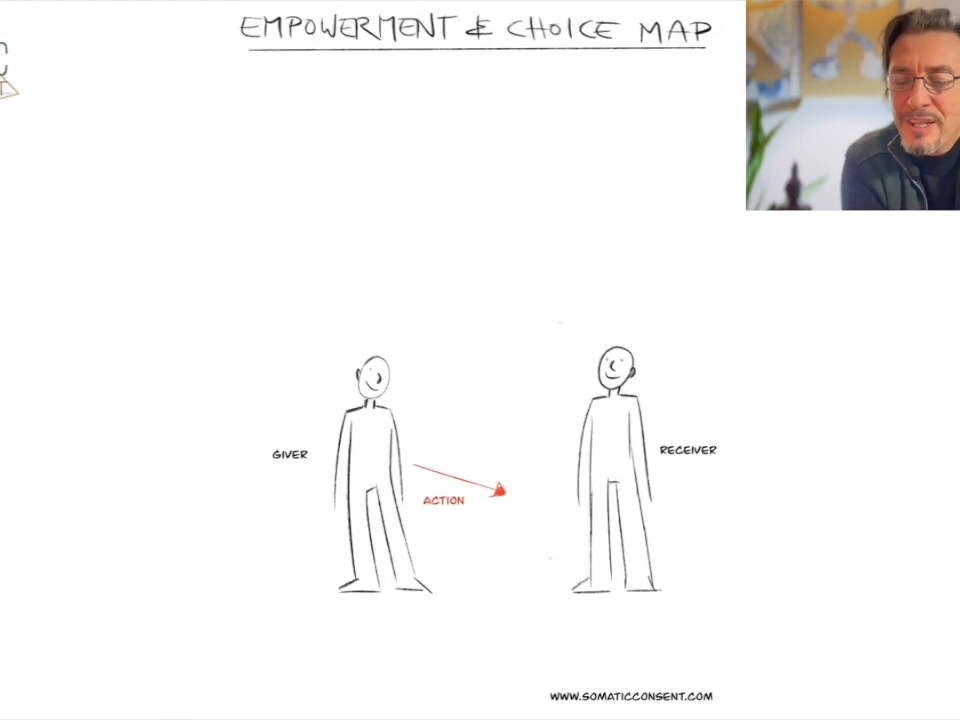 EMPOWERMENT & CHOICE MAP
GIVER
RECEIVER
ACTION
WWW.SOMATICCONSENT.COM